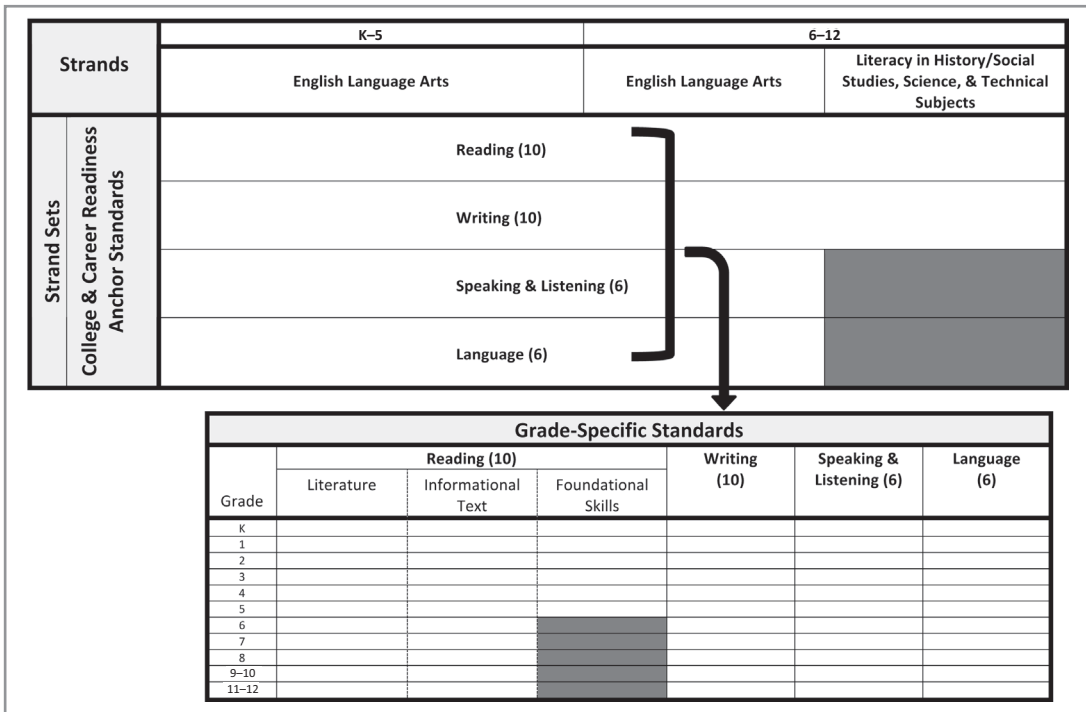 Strands
K–5
6–12
English Language Arts
English Language Arts
Literacy in History/Social
Studies, Science, & Technical
Subjects
Strand Sets
College & Career Readiness
Anchor Standards
Reading (10)
Writing (10)
Speaking & Listening (6)
Language (6)
Grade-Specific Standards
Grade
Reading (10)
Literature
Informational
Text
Foundational
Skills
Writing
(10)
Speaking &
Listening (6)
Language
(6)
K
1
2
3
4
5
6
7
8
9–10
11–12